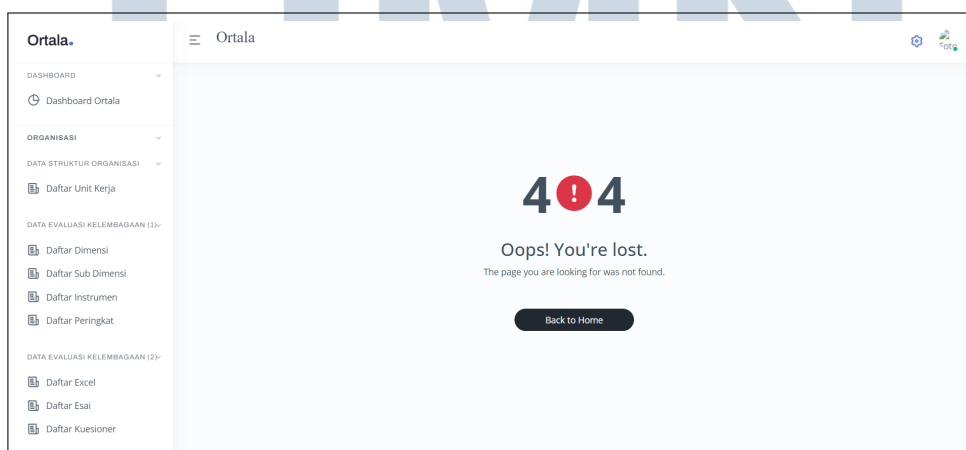 Ortala.
Ortala
DASHBOARD
Dashboard Ortala
ORGANISASI
DATA STRUKTUR ORGANISASI
Daftar Unit Kerja
DATA EVALUASI KELEMBAGAAN (1)
Daftar Dimensi
Daftar Sub Dimensi
Daftar Instrumen
Daftar Peringkat
DATA EVALUASI KELEMBAGAAN (2)
Daftar Excel
Daftar Esai
Daftar Kuesioner
4!4
Oops! You're lost.
The page you are looking for was not found.
Back to Home